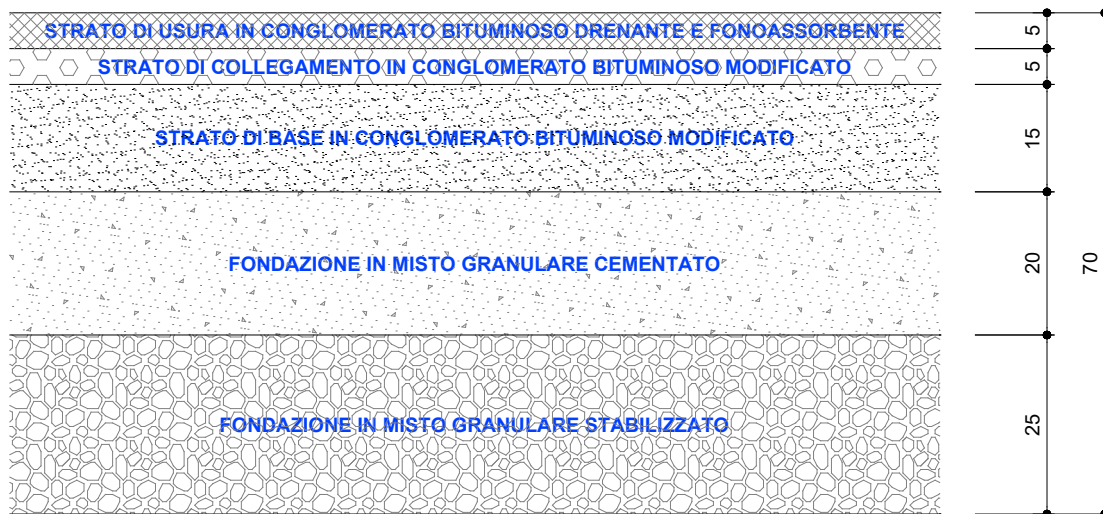 STRATO DI USURA IN CONGLOMERATO BITUMINOSO DRENANTE E FONOASSORBENTE
5
STRATO DI COLLEGAMENTO IN CONGLOMERATO BITUMINOSO MODIFICATO
5
STRATO DI BASE IN CONGLOMERATO BITUMINOSO MODIFICATO
15
FONDAZIONE IN MISTO GRANULARE CEMENTATO
20
70
FONDAZIONE IN MISTO GRANULARE STABILIZZATO
25